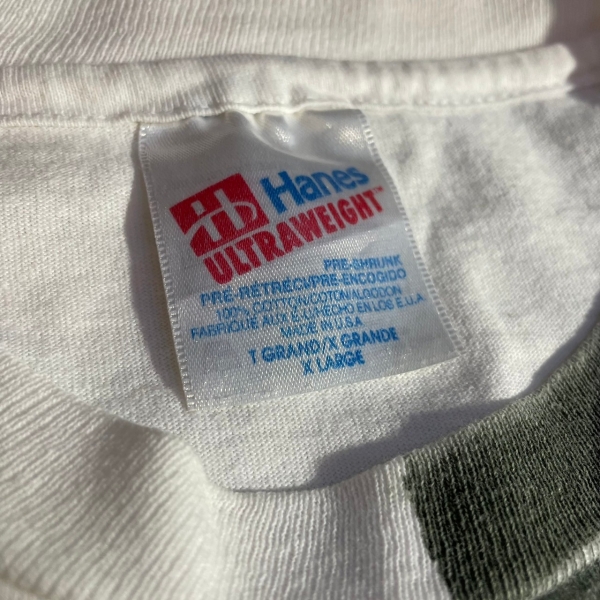 Hanes
ULTRAWEIGHT™
PRE-SHRUNK
PRE-RETRECI/PRE-ENCOGIDO
100% COTTON/COTON/ALGODON
FABRIQUE AUX E.U./HECHO EN LOS E.U.A.
MADE IN U.S.A
T GRAND/X GRANDE
X LARGE